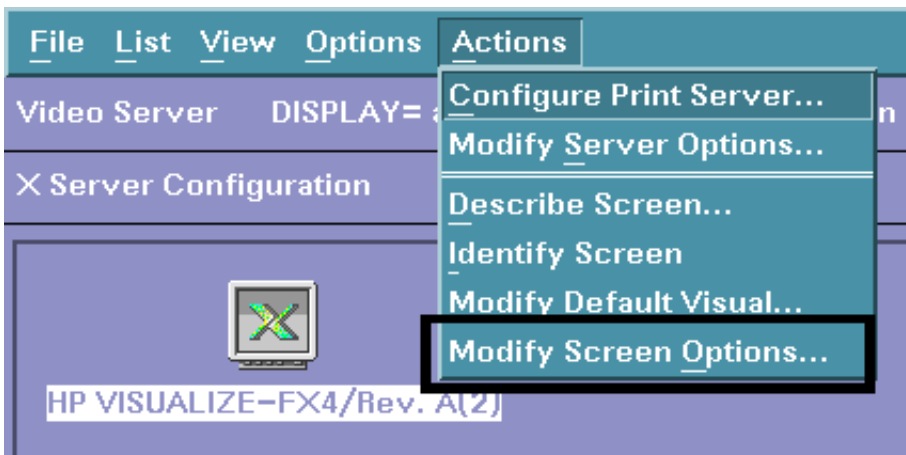 File List View Options Actions
Configure Print Server...
Video Server DISPLAY=
Modify Server Options...
X Server Configuration
Describe Screen...
Identify Screen
Modify Default Visual...
Modify Screen Options...
HP VISUALIZE-FX4/Rev. A(2)